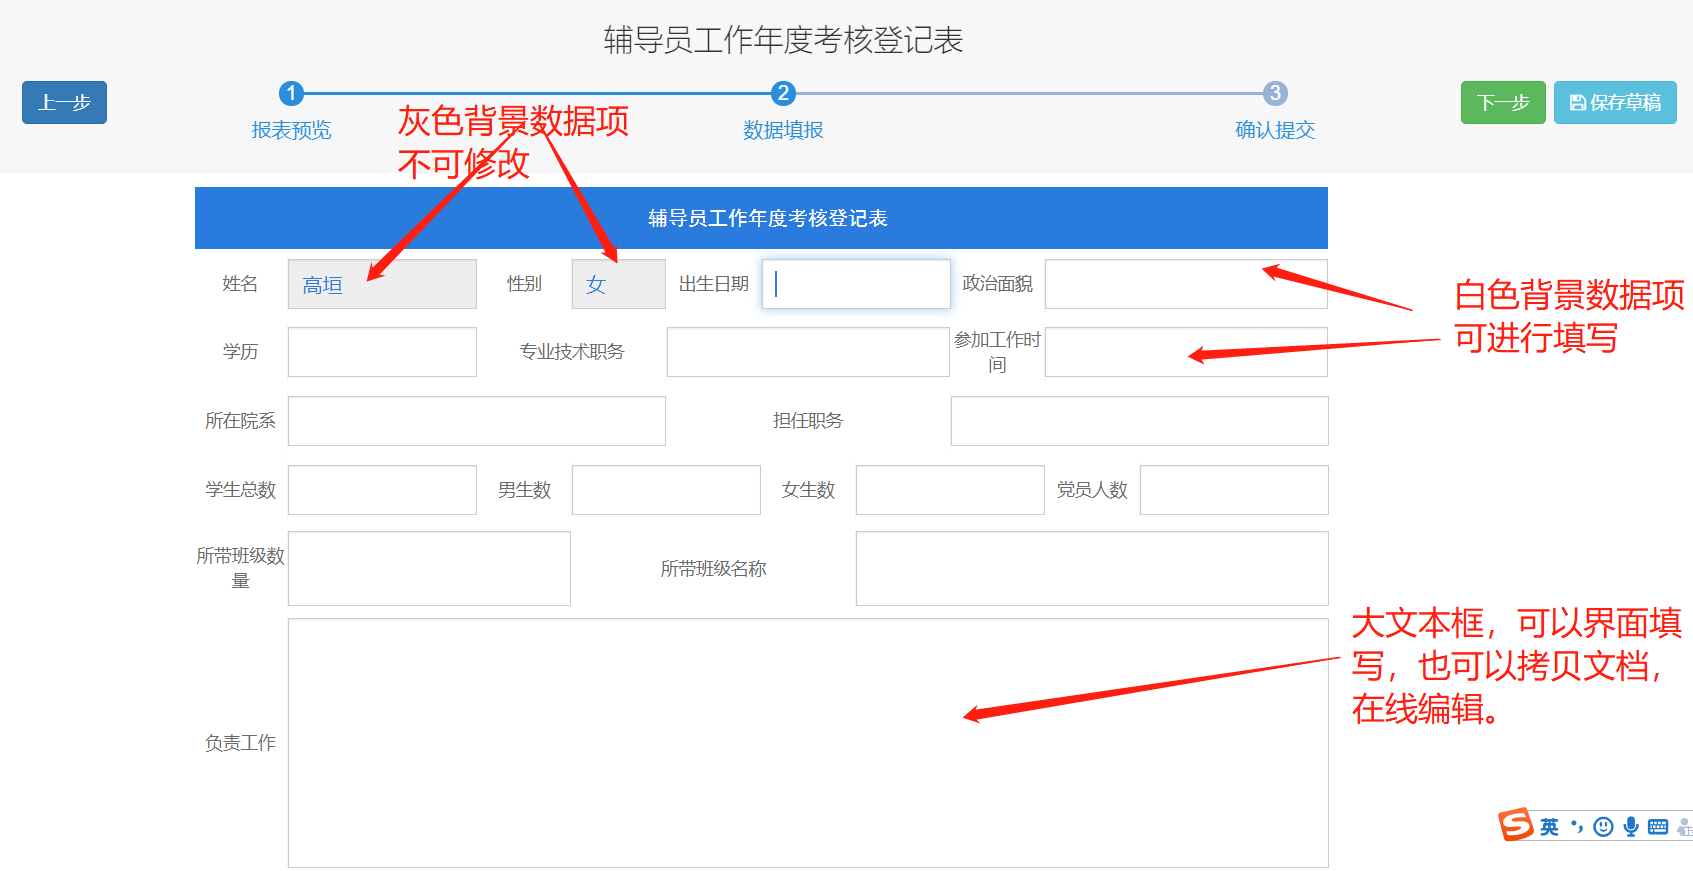 辅导员工作年度考核登记表
上一步
1
2
3
下一步
保存草稿
报表预览
数据填报
确认提交
灰色背景数据项
不可修改
辅导员工作年度考核登记表
姓名
高垣
性别
女
出生日期
政治面貌
白色背景数据项
可进行填写
学历
专业技术职务
参加工作时
间
所在院系
担任职务
学生总数
男生数
女生数
党员人数
所带班级数
量
所带班级名称
大文本框，可以界面填
写，也可以拷贝文档，
在线编辑。
负责工作
S
英